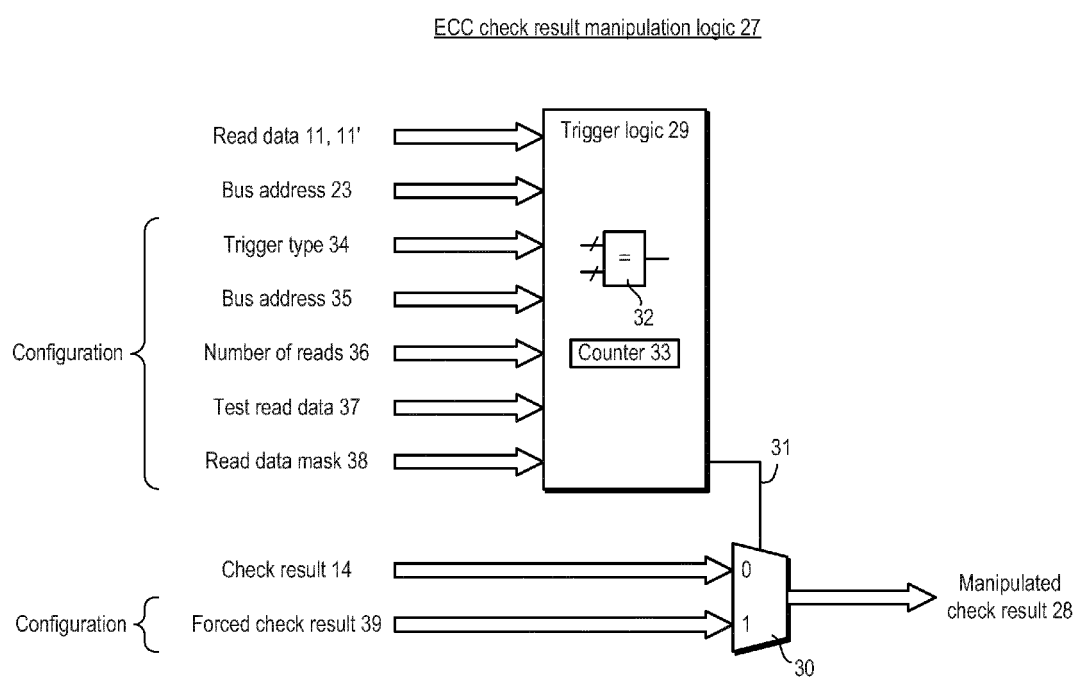 ECC check result manipulation logic 27
Read data 11, 11'
Trigger logic 29
Bus address 23
Trigger type 34
=
Bus address 35
32
Configuration
Number of reads 36
Counter 33
Test read data 37
Read data mask 38
31
Check result 14
0
Manipulated
check result 28
Configuration
Forced check result 39
1
30